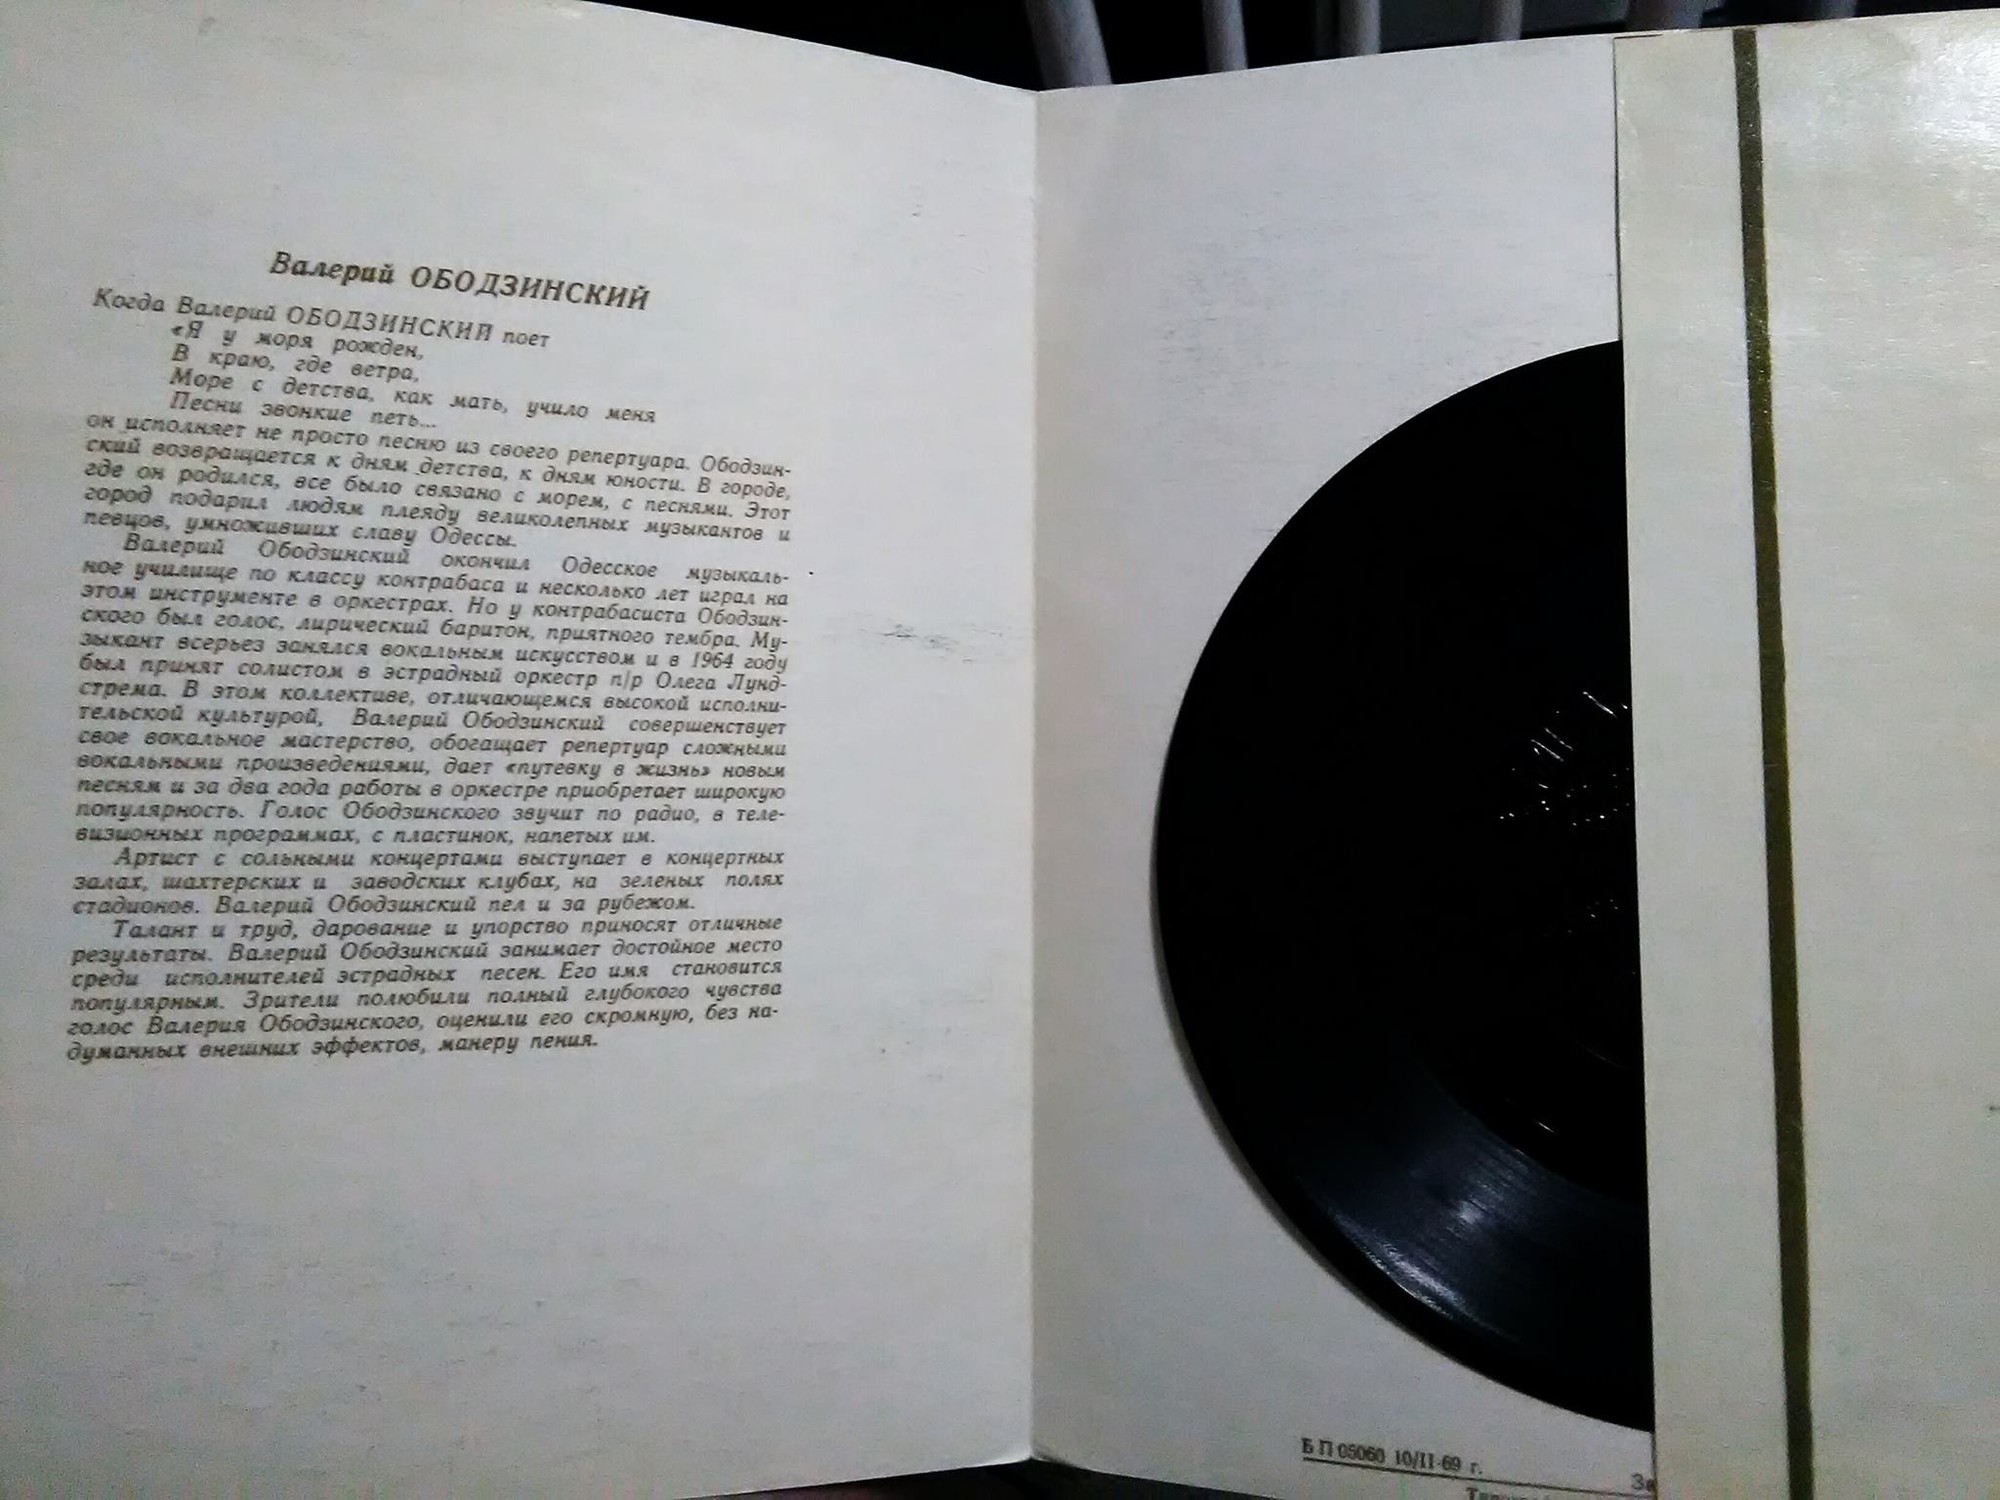 Валерий ОБОДЗИНСКИЙ
Когда Валерий ОБОДЗИНСКИЙ поет
«Я у моря рожден,
В краю, где ветра,
Море с детства, как мать, учило меня
Песни звонкие петь...
он исполняет не просто песню из своего репертуара. Ободзин-
ский возвращается к дням детства, к дням юности. В городе,
где он родился, все было связано с морем, с песнями. Этот
город подарил людям плеяду великолепных музыкантов и
певцов, умноживших славу Одессы.
Валерий Ободзинский окончил Одесское музыкаль-
ное училище по классу контрабаса и несколько лет играл на
этом инструменте в оркестрах. Но у контрабасиста Ободзин-
ского был голос, лирический баритон, приятного тембра. Му-
зыкант всерьез занялся вокальным искусством и в 1964 году
был принят солистом в эстрадный оркестр п/р Олега Лунд-
стрема. В этом коллективе, отличающемся высокой исполни-
тельской культурой, Валерий Ободзинский совершенствует
свое вокальное мастерство, обогащает репертуар сложными
вокальными произведениями, дает «путевку в жизнь» новым
песням и за два года работы в оркестре приобретает широкую
популярность. Голос Ободзинского звучит по радио, в теле-
визионных программах, с пластинок, напетых им.
Артист с сольными концертами выступает в концертных
залах, шахтерских и заводских клубах, на зеленых полях
стадионов. Валерий Ободзинский пел и за рубежом.
Талант и труд, дарование и упорство приносят отличные
результаты. Валерий Ободзинский занимает достойное место
среди исполнителей эстрадных песен. Его имя становится
популярным. Зрители полюбили полный глубокого чувства
голос Валерия Ободзинского, оценили его скромную, без на-
думанных внешних эффектов, манеру пения.
Б П 05060 10/II-69 г.